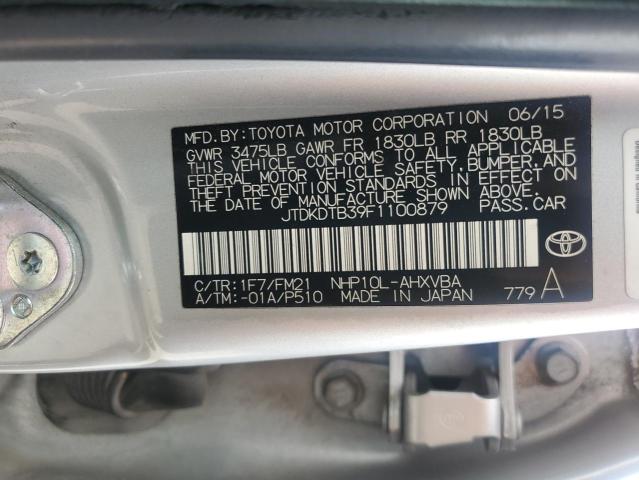 MFD.BY:TOYOTA MOTOR CORPORATION 06/15
GVWR 3475LB GAWR FR 1830LB RR 1830LB
THIS VEHICLE CONFORMS TO ALL APPLICABLE
FEDERAL MOTOR VEHICLE SAFETY,BUMPER,AND
THEFT PREVENTION STANDARDS IN EFFECT ON
THE DATE OF MANUFACTURE SHOWN ABOVE.
JTDKDTB39F1100879 PASS.CAR
C/TR:1F7/FM21 NHP10L-AHXVBA
A/TM:-01A/P510 MADE IN JAPAN 779 A